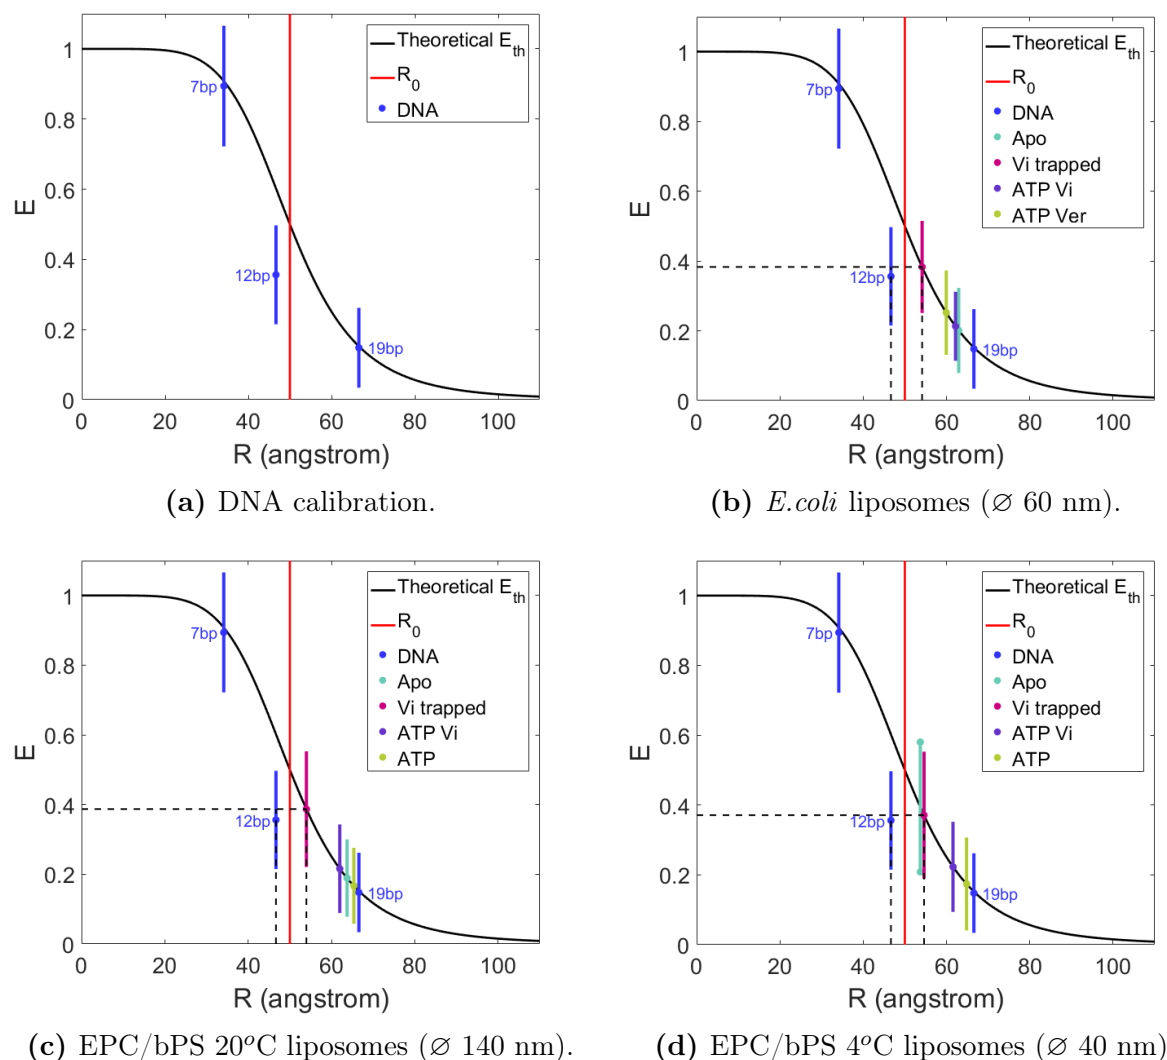 Theoretical E_th
R_0
DNA
7bp
12bp
19bp
E
1
0.8
0.6
0.4
0.2
0
0 20 40 60 80 100
R (angstrom)
(a) DNA calibration.
Theoretical E_th
R_0
DNA
Apo
Vi trapped
ATP Vi
ATP Ver
7bp
12bp
19bp
E
1
0.8
0.6
0.4
0.2
0
0 20 40 60 80 100
R (angstrom)
(b) E.coli liposomes (∅ 60 nm).
Theoretical E_th
R_0
DNA
Apo
Vi trapped
ATP Vi
ATP
7bp
12bp
19bp
E
1
0.8
0.6
0.4
0.2
0
0 20 40 60 80 100
R (angstrom)
(c) EPC/bPS 20°C liposomes (∅ 140 nm).
Theoretical E_th
R_0
DNA
Apo
Vi trapped
ATP Vi
ATP
7bp
12bp
19bp
E
1
0.8
0.6
0.4
0.2
0
0 20 40 60 80 100
R (angstrom)
(d) EPC/bPS 4°C liposomes (∅ 40 nm)